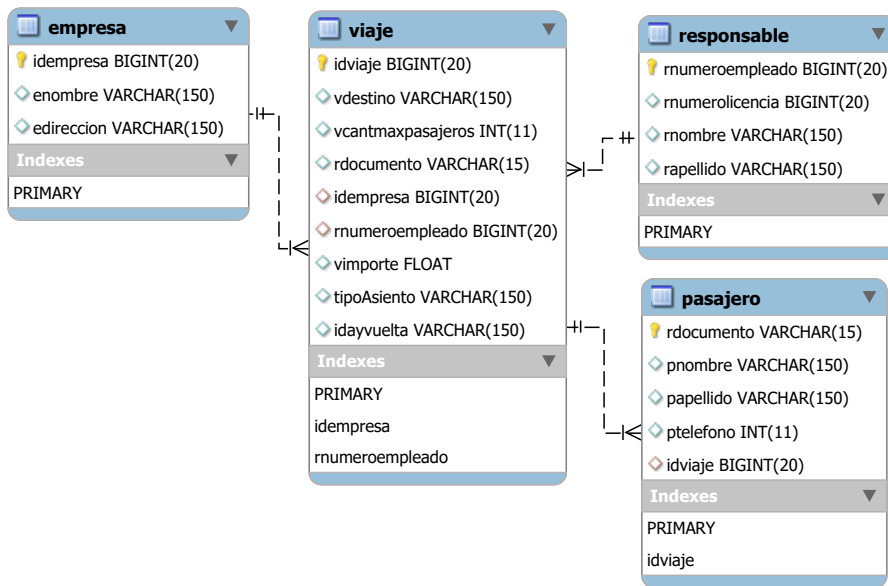 empresa
idempresa BIGINT(20)
enombre VARCHAR(150)
edireccion VARCHAR(150)
Indexes
PRIMARY
viaje
idviaje BIGINT(20)
vdestino VARCHAR(150)
vcantmaxpasajeros INT(11)
rdocumento VARCHAR(15)
idempresa BIGINT(20)
rnumeroempleado BIGINT(20)
vimporte FLOAT
tipoAsiento VARCHAR(150)
idayvuelta VARCHAR(150)
Indexes
PRIMARY
idempresa
rnumeroempleado
responsable
rnumeroempleado BIGINT(20)
rnumerolicencia BIGINT(20)
rnombre VARCHAR(150)
rapellido VARCHAR(150)
Indexes
PRIMARY
pasajero
rdocumento VARCHAR(15)
pnombre VARCHAR(150)
papellido VARCHAR(150)
ptelefono INT(11)
idviaje BIGINT(20)
Indexes
PRIMARY
idviaje